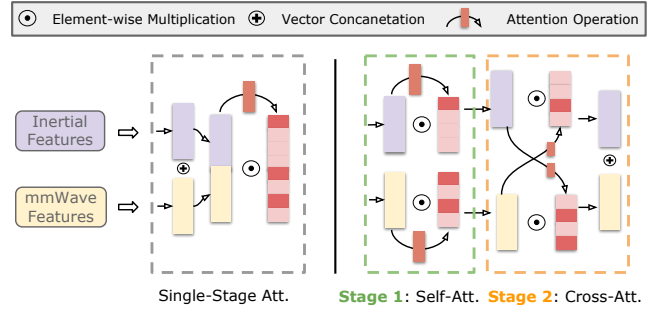 Element-wise Multiplication Vector Concanetation Attention Operation
Inertial
Features
mmWave
Features
Single-Stage Att. Stage 1: Self-Att. Stage 2: Cross-Att.